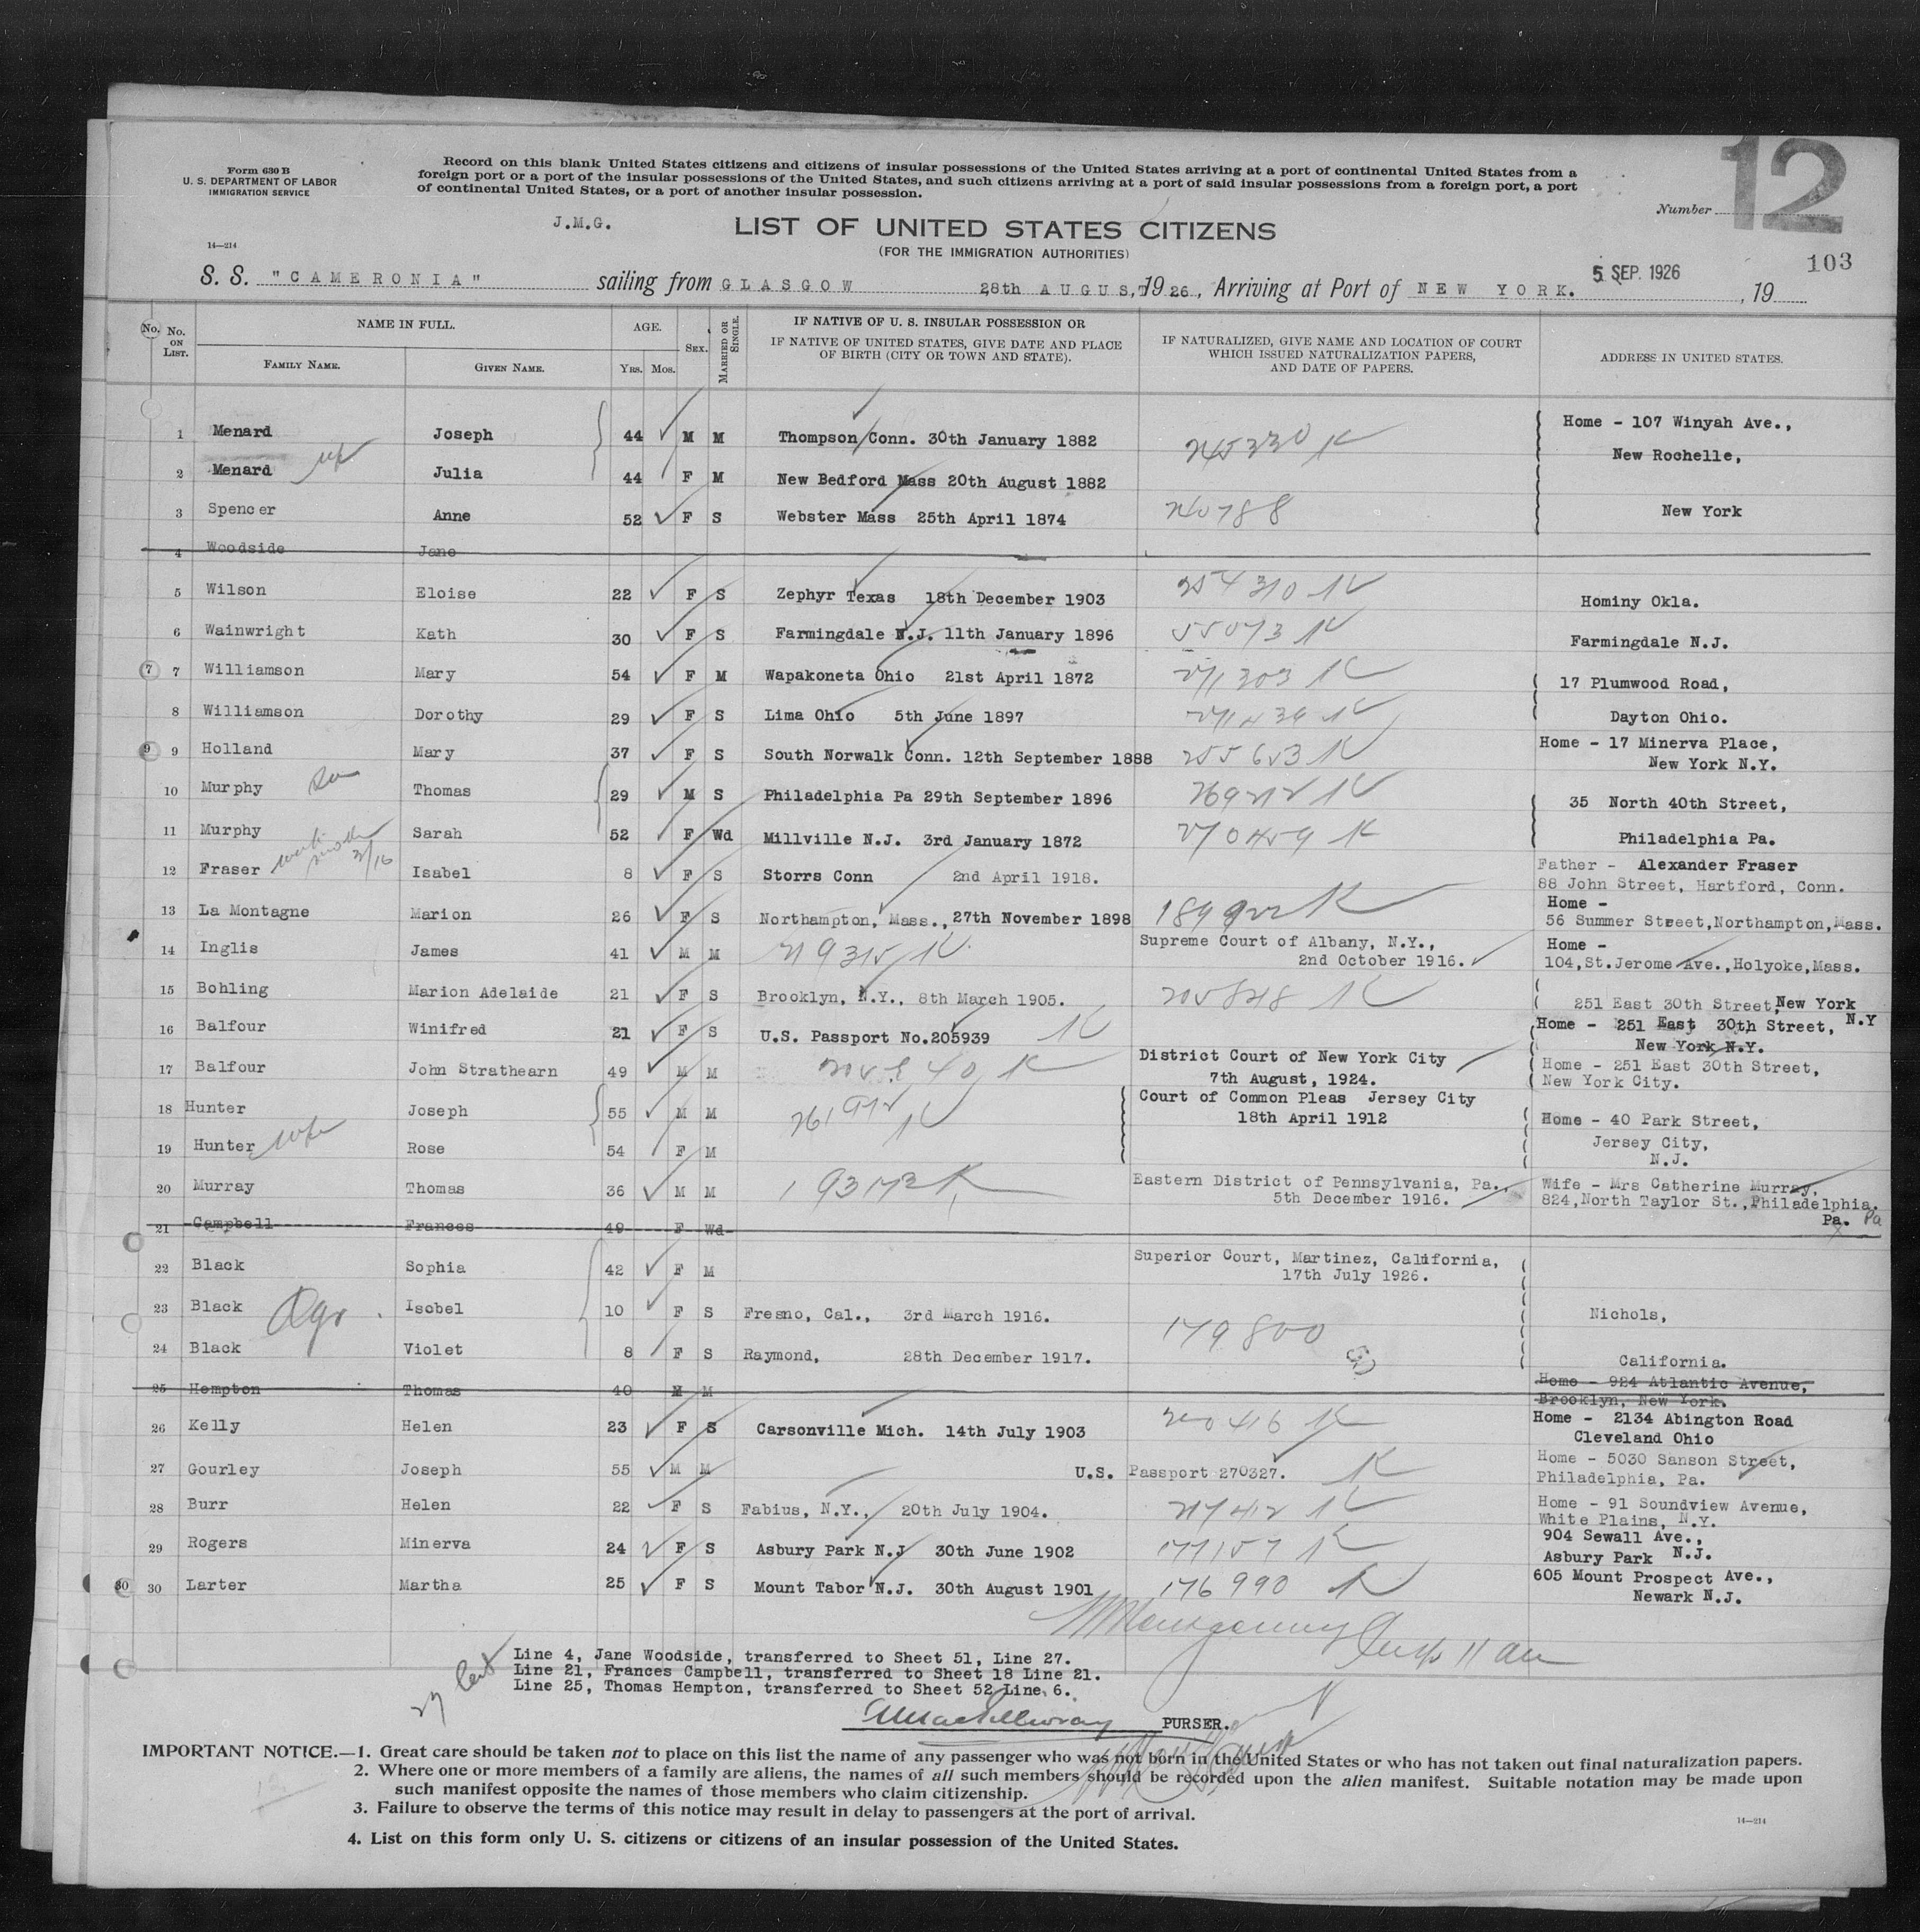 Form 630 B
U. S. DEPARTMENT OF LABOR
IMMIGRATION SERVICE
Record on this blank United States citizens and citizens of insular possessions of the United States arriving at a port of continental United States from a
foreign port or a port of the insular possessions of the United States, and such citizens arriving at a port of said insular possessions from a foreign port, a port
of continental United States, or a port of another insular possession.
12
Number
J.M.G.
LIST OF UNITED STATES CITIZENS
(FOR THE IMMIGRATION AUTHORITIES)
14—214
103
S. S. "CAMERONIA" sailing from GLASGOW 28th AUGUST, 1926, Arriving at Port of NEW YORK. 5 SEP. 1926, 19
No. No. ON LIST. NAME IN FULL. FAMILY NAME. GIVEN NAME. AGE. YRS. MOS. SEX. MARRIED OR SINGLE.
IF NATIVE OF U. S. INSULAR POSSESSION OR
IF NATIVE OF UNITED STATES, GIVE DATE AND PLACE
OF BIRTH (CITY OR TOWN AND STATE).
IF NATURALIZED, GIVE NAME AND LOCATION OF COURT
WHICH ISSUED NATURALIZATION PAPERS,
AND DATE OF PAPERS.
ADDRESS IN UNITED STATES.
1 Menard Joseph 44 M M Thompson Conn. 30th January 1882 245330 K Home - 107 Winyah Ave.,
New Rochelle,
2 Menard wife Julia 44 F M New Bedford Mass 20th August 1882
3 Spencer Anne 52 F S Webster Mass 25th April 1874 New York
4 Woodside Jane
5 Wilson Eloise 22 F S Zephyr Texas 18th December 1903 254310 K Hominy Okla.
6 Wainwright Kath 30 F S Farmingdale N.J. 11th January 1896 55073 K Farmingdale N.J.
7 7 Williamson Mary 54 F M Wapakoneta Ohio 21st April 1872 271303 K 17 Plumwood Road,
8 Williamson Dorothy 29 F S Lima Ohio 5th June 1897 Dayton Ohio.
9 9 Holland Mary 37 F S South Norwalk Conn. 12th September 1888 255653 K Home - 17 Minerva Place,
New York N.Y.
10 Murphy son Thomas 29 M S Philadelphia Pa 29th September 1896 269212 K 35 North 40th Street,
11 Murphy Sarah 52 F Wd Millville N.J. 3rd January 1872 270459 K Philadelphia Pa.
12 Fraser with mother 31/16 Isabel 8 F S Storrs Conn 2nd April 1918. Father - Alexander Fraser
88 John Street, Hartford, Conn.
13 La Montagne Marion 26 F S Northampton, Mass., 27th November 1898 189922 K Home -
56 Summer Street,Northampton,Mass.
14 Inglis James 41 M M 219315 K Supreme Court of Albany, N.Y.,
2nd October 1916.
Home -
104,St.Jerome Ave.,Holyoke,Mass.
15 Bohling Marion Adelaide 21 F S Brooklyn, N.Y., 8th March 1905. 205848 K 251 East 30th Street,New York
N.Y
16 Balfour Winifred 21 F S U.S. Passport No.205939 K Home - 251 East 30th Street,
New York N.Y.
17 Balfour John Strathearn 49 M M District Court of New York City
7th August, 1924.
Home - 251 East 30th Street,
New York City.
18 Hunter Joseph 55 M M 261912 K Court of Common Pleas Jersey City
18th April 1912
Home - 40 Park Street,
Jersey City,
N.J.
19 Hunter wife Rose 54 F M
20 Murray Thomas 36 M M 193173 K Eastern District of Pennsylvania, Pa.,
5th December 1916.
Wife - Mrs Catherine Murray,
824,North Taylor St.,Philadelphia.
Pa. Pa
21 Campbell Frances 49 F Wd
22 Black Sophia 42 F M Superior Court, Martinez, California,
17th July 1926.
23 Black Isobel 10 F S Fresno, Cal., 3rd March 1916. 179800 Nichols,
24 Black Violet 8 F S Raymond, 28th December 1917. California.
25 Hempton Thomas 40 M M Home - 924 Atlantic Avenue,
Brooklyn, New York.
26 Kelly Helen 23 F S Carsonville Mich. 14th July 1903 200416 K Home - 2134 Abington Road
Cleveland Ohio
27 Gourley Joseph 55 M M U.S. Passport 270327. K Home - 5030 Sanson Street,
Philadelphia, Pa.
28 Burr Helen 22 F S Fabius, N.Y., 20th July 1904. 217412 K Home - 91 Soundview Avenue,
White Plains, N.Y.
29 Rogers Minerva 24 F S Asbury Park N.J 30th June 1902 177157 K 904 Sewall Ave.,
Asbury Park N.J.
30 30 Larter Martha 25 F S Mount Tabor N.J. 30th August 1901 176990 K 605 Mount Prospect Ave.,
Newark N.J.
Montgomery Insp
Line 4, Jane Woodside, transferred to Sheet 51, Line 27.
Line 21, Frances Campbell, transferred to Sheet 18 Line 21.
Line 25, Thomas Hempton, transferred to Sheet 52 Line 6.
27
PURSER.
IMPORTANT NOTICE.—1. Great care should be taken not to place on this list the name of any passenger who was not born in the United States or who has not taken out final naturalization papers.
2. Where one or more members of a family are aliens, the names of all such members should be recorded upon the alien manifest. Suitable notation may be made upon
such manifest opposite the names of those members who claim citizenship.
3. Failure to observe the terms of this notice may result in delay to passengers at the port of arrival.
4. List on this form only U. S. citizens or citizens of an insular possession of the United States.
14—214